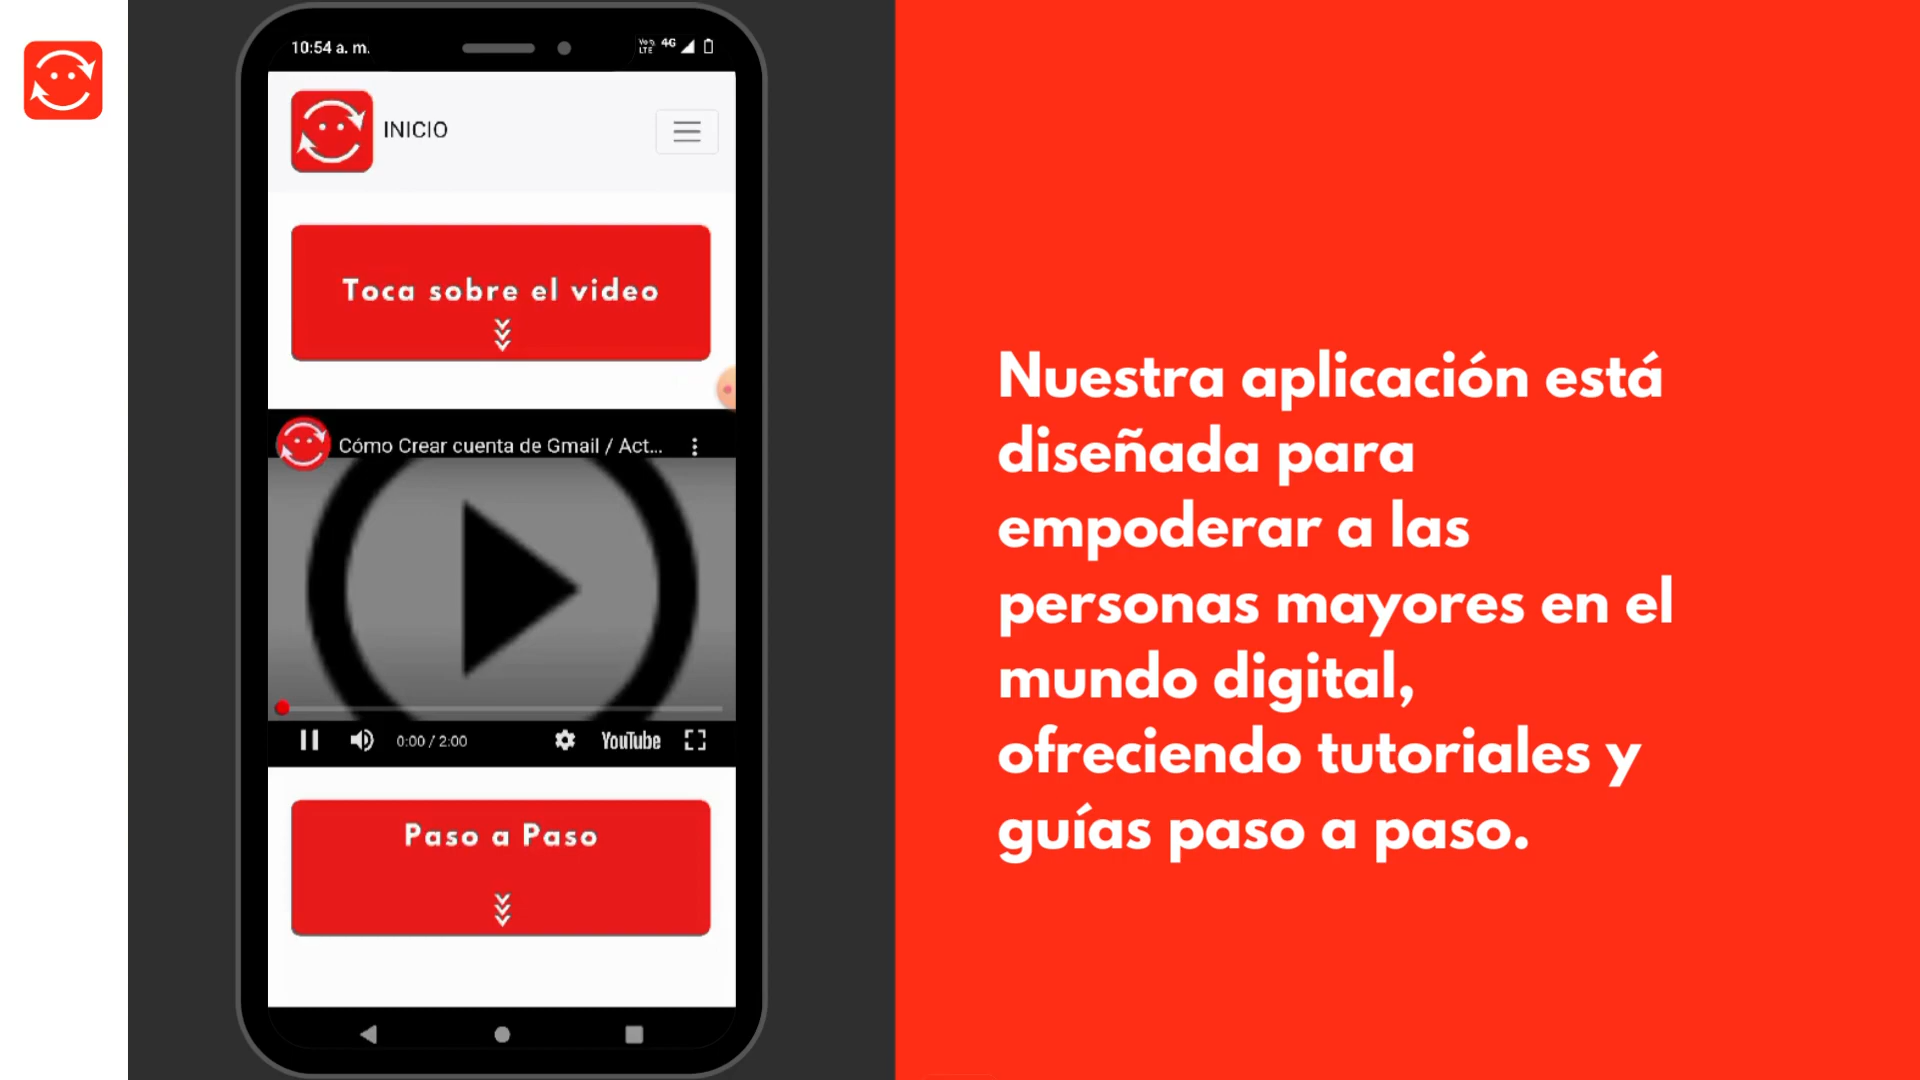 10:54 a. m.
Vo LTE 4G
INICIO
Toca sobre el video
Cómo Crear cuenta de Gmail / Act...
0:00 / 2:00
YouTube
Paso a Paso
Nuestra aplicación está
diseñada para
empoderar a las
personas mayores en el
mundo digital,
ofreciendo tutoriales y
guías paso a paso.